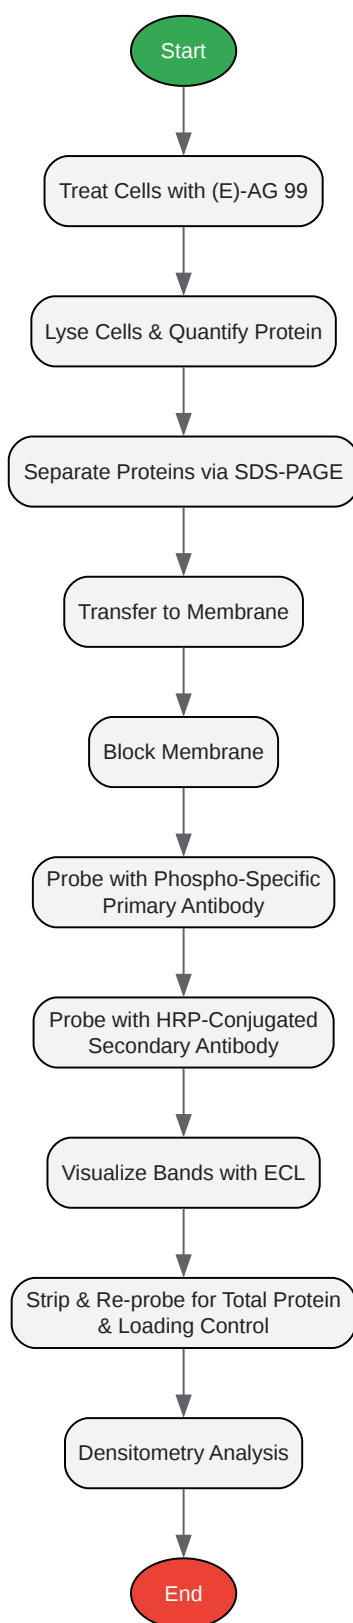 Start
Treat Cells with (E)-AG 99
Lyse Cells & Quantify Protein
Separate Proteins via SDS-PAGE
Transfer to Membrane
Block Membrane
Probe with Phospho-Specific
Primary Antibody
Probe with HRP-Conjugated
Secondary Antibody
Visualize Bands with ECL
Strip & Re-probe for Total Protein
& Loading Control
Densitometry Analysis
End